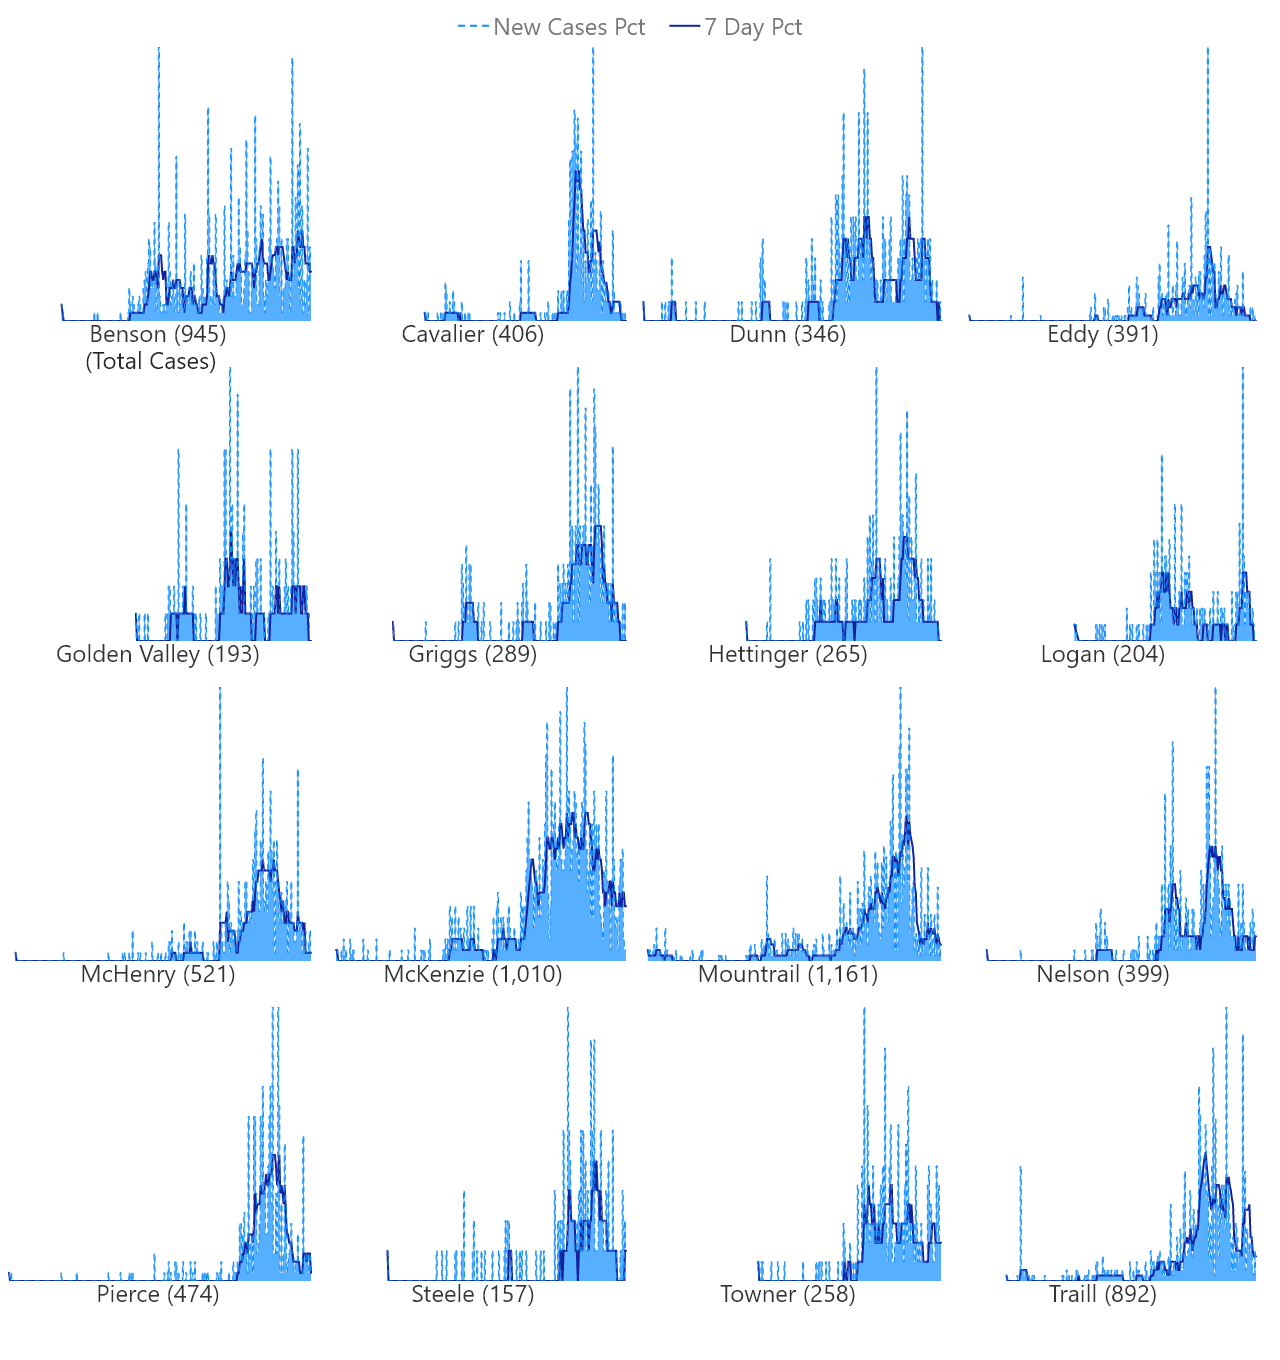 New Cases Pct 7 Day Pct
Benson (945)
(Total Cases)
Cavalier (406)
Dunn (346)
Eddy (391)
Golden Valley (193)
Griggs (289)
Hettinger (265)
Logan (204)
McHenry (521)
McKenzie (1,010)
Mountrail (1,161)
Nelson (399)
Pierce (474)
Steele (157)
Towner (258)
Traill (892)